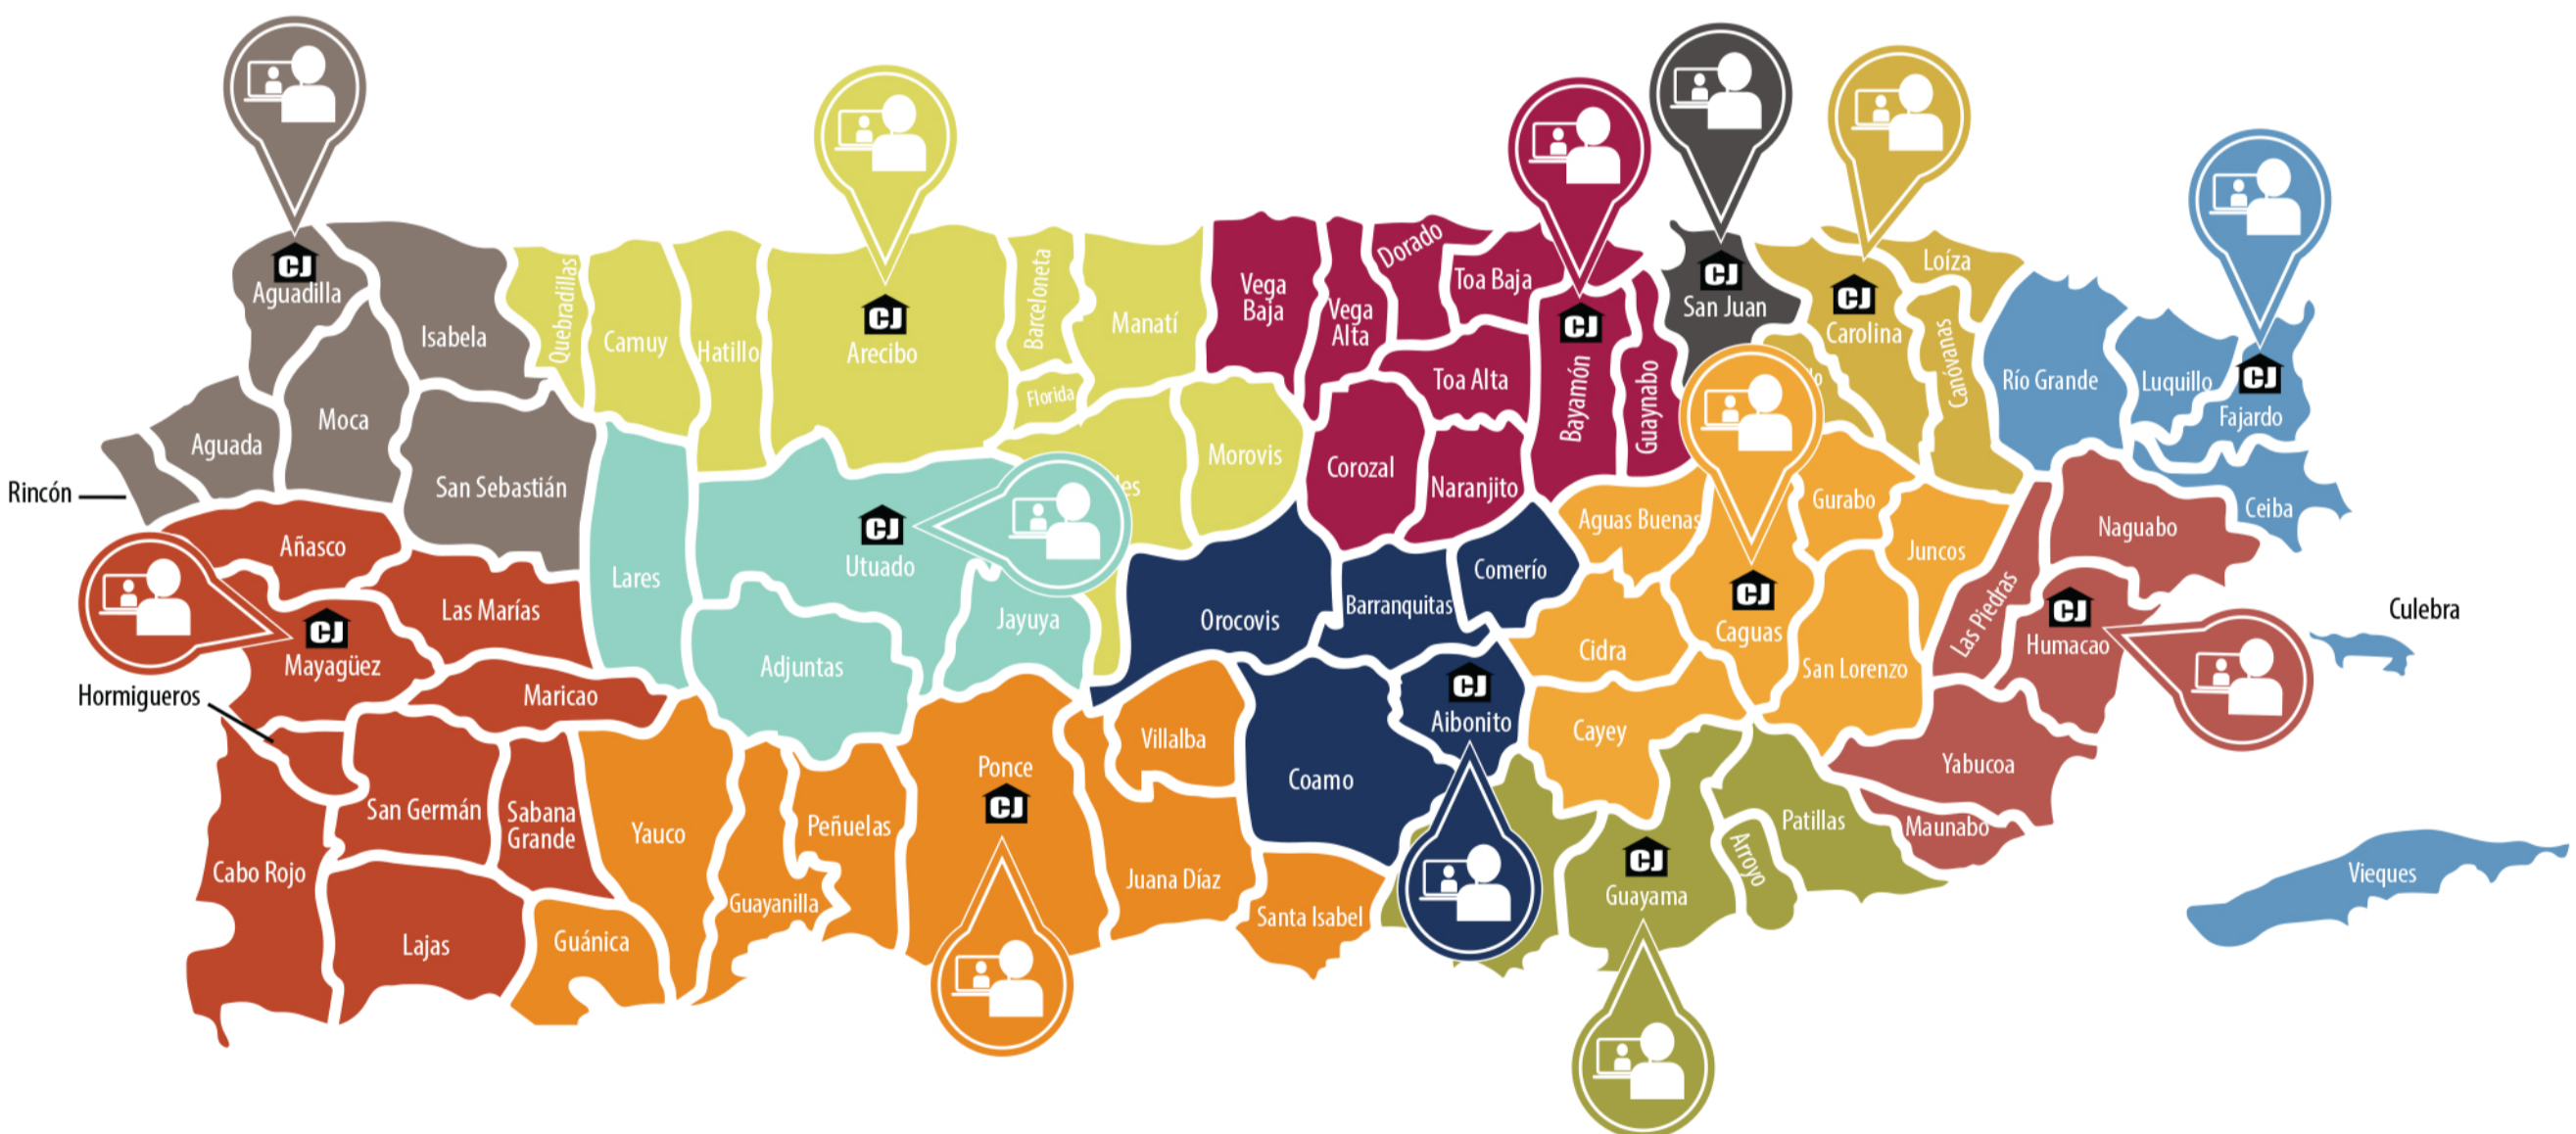 CJ
Aguadilla
Isabela
Quebradillas
Camuy
Hatillo
CJ
Arecibo
Barceloneta
Florida
Manatí
Vega
Baja
Vega
Alta
Dorado
Toa Baja
Toa Alta
CJ
Bayamón
Guaynabo
CJ
San Juan
CJ
Carolina
Loíza
Canóvanas
Río Grande
Luquillo
CJ
Fajardo
Ceiba
Rincón
Aguada
Moca
San Sebastián
Lares
CJ
Utuado
Morovis
Corozal
Naranjito
Aguas Buenas
Gurabo
Juncos
Las Piedras
Naguabo
CJ
Humacao
Culebra
Añasco
CJ
Mayagüez
Las Marías
Maricao
Hormigueros
Adjuntas
Jayuya
Orocovis
Barranquitas
Comerío
Cidra
CJ
Caguas
San Lorenzo
CJ
Aibonito
Cayey
Yabucoa
Maunabo
Patillas
Arroyo
CJ
Guayama
Coamo
Villalba
Ponce
CJ
Juana Díaz
Santa Isabel
Peñuelas
Guayanilla
Yauco
Guánica
Sabana
Grande
San Germán
Lajas
Cabo Rojo
Vieques